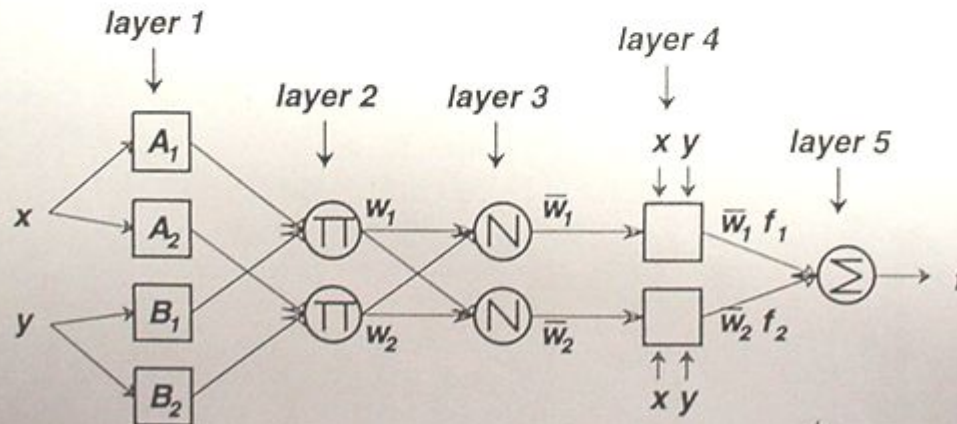 layer 1
layer 4
layer 2
layer 3
x y
layer 5
A₁
x
A₂
Π
w₁
N
w̅₁
w̅₁ f₁
Σ
y
B₁
Π
w₂
N
w̅₂
w̅₂ f₂
B₂
x y